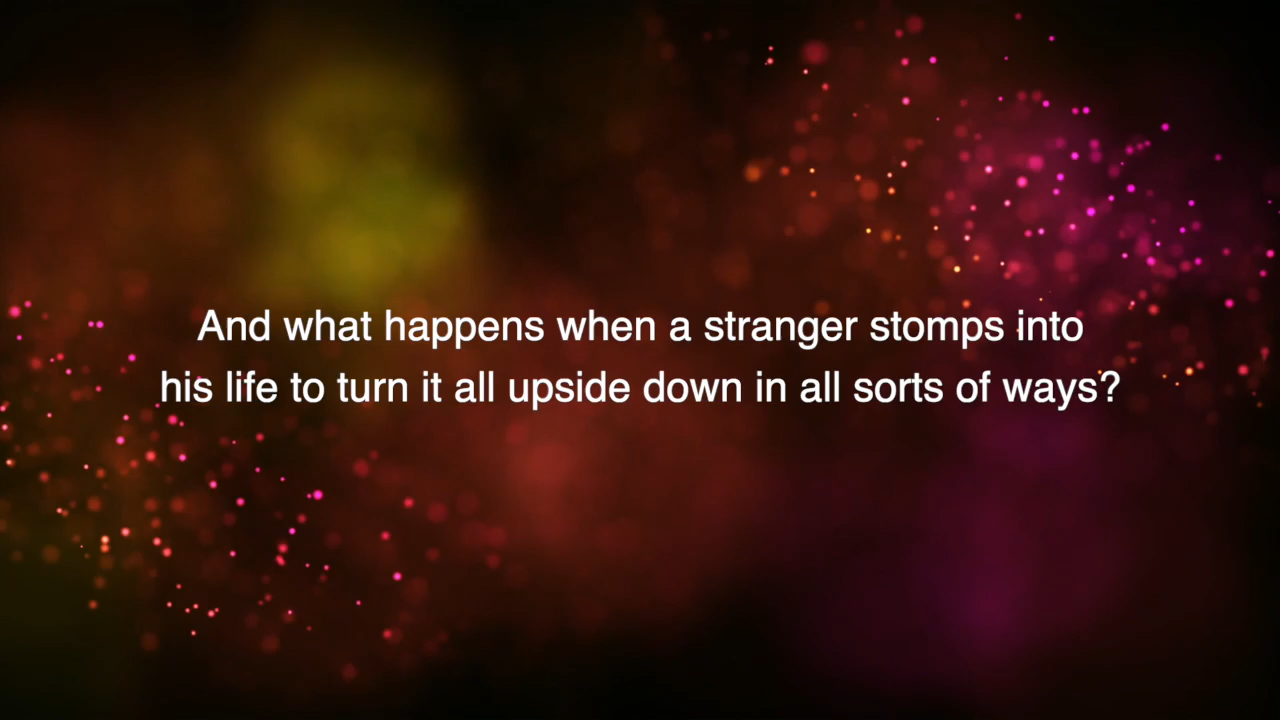 And what happens when a stranger stomps into
his life to turn it all upside down in all sorts of ways?